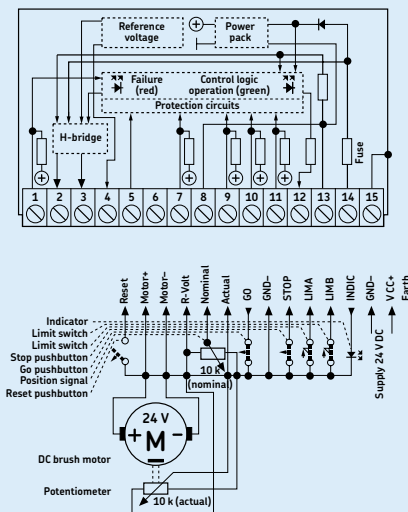 Reference voltage
Power pack
Failure (red)
Control logic operation (green)
Protection circuits
H-bridge
Fuse
1 2 3 4 5 6 7 8 9 10 11 12 13 14 15
Reset
Motor+
Motor–
R-Volt
Nominal
Actual
GO
GND–
STOP
LIMA
LIMB
INDIC
GND–
V CC+
Earth
Supply 24 V DC
Indicator
Limit switch
Limit switch
Stop pushbutton
Go pushbutton
Position signal
Reset pushbutton
10 k (nominal)
24 V
+ M –
DC brush motor
Potentiometer
10 k (actual)